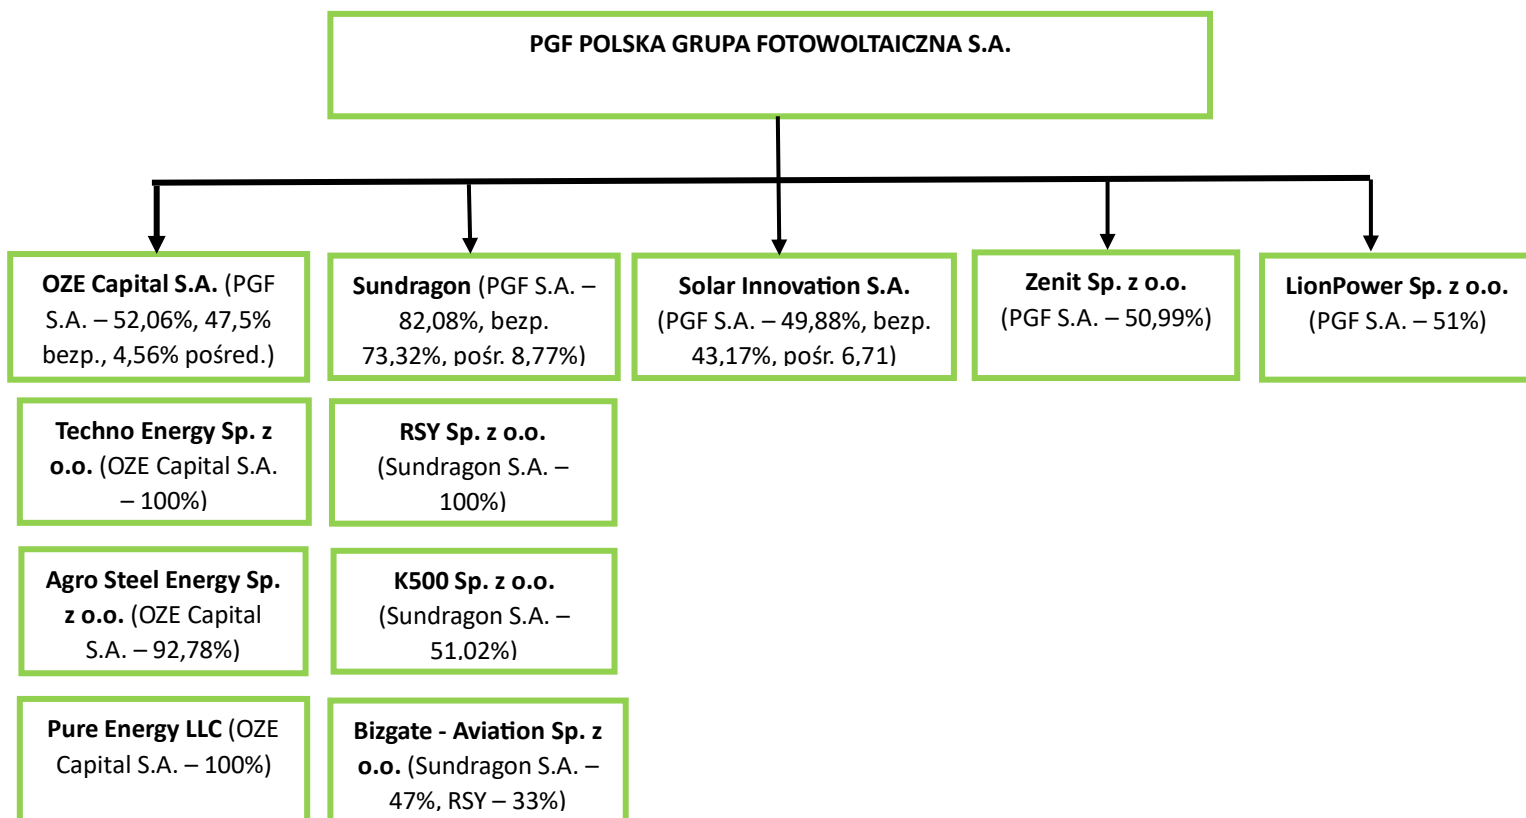 PGF POLSKA GRUPA FOTOWOLTAICZNA S.A.
OZE Capital S.A. (PGF
S.A. – 52,06%, 47,5%
bezp., 4,56% pośred.)
Sundragon (PGF S.A. –
82,08%, bezp.
73,32%, pośr. 8,77%)
Solar Innovation S.A.
(PGF S.A. – 49,88%, bezp.
43,17%, pośr. 6,71)
Zenit Sp. z o.o.
(PGF S.A. – 50,99%)
LionPower Sp. z o.o.
(PGF S.A. – 51%)
Techno Energy Sp. z
o.o. (OZE Capital S.A.
– 100%)
RSY Sp. z o.o.
(Sundragon S.A. –
100%)
Agro Steel Energy Sp.
z o.o. (OZE Capital
S.A. – 92,78%)
K500 Sp. z o.o.
(Sundragon S.A. –
51,02%)
Pure Energy LLC (OZE
Capital S.A. – 100%)
Bizgate - Aviation Sp. z
o.o. (Sundragon S.A. –
47%, RSY – 33%)